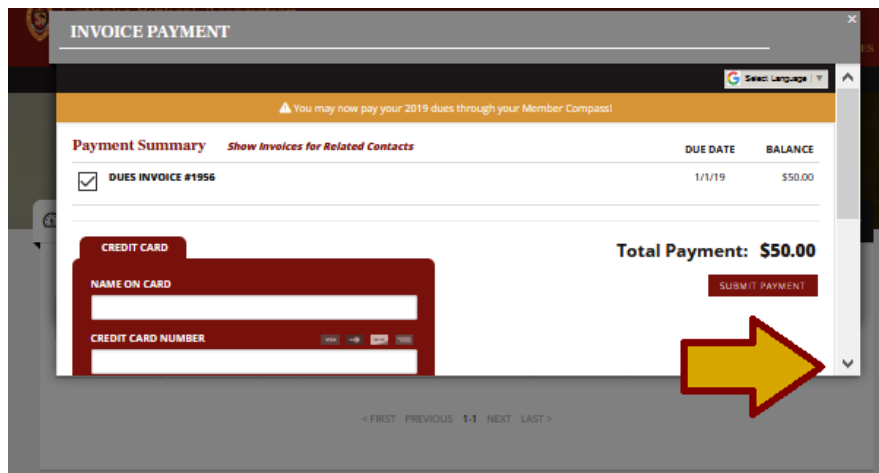 INVOICE PAYMENT
×
Select Language ▼
You may now pay your 2019 dues through your Member Compass!
Payment Summary Show Invoices for Related Contacts DUE DATE BALANCE
DUES INVOICE #1956 1/1/19 $50.00
CREDIT CARD
Total Payment: $50.00
NAME ON CARD
SUBMIT PAYMENT
CREDIT CARD NUMBER
< FIRST PREVIOUS 1-1 NEXT LAST >